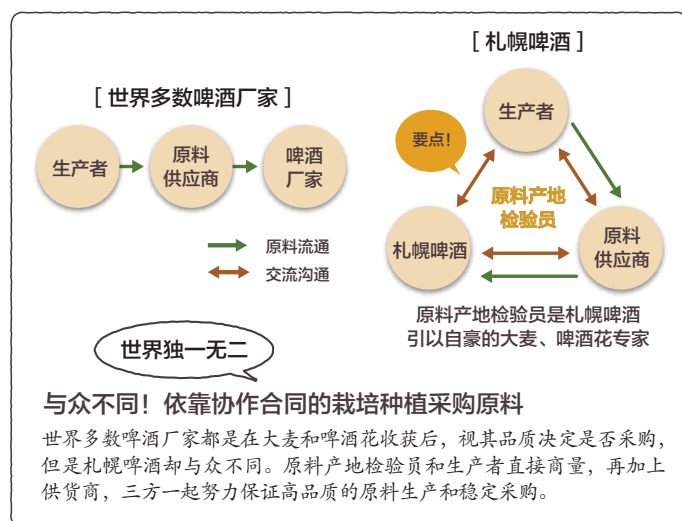 [ 世界多数啤酒厂家 ]
生产者
原料
供应商
啤酒
厂家
原料流通
交流沟通
[ 札幌啤酒 ]
生产者
要点!
原料产地
检验员
札幌啤酒
原料
供应商
原料产地检验员是札幌啤酒
引以自豪的大麦、啤酒花专家
世界独一无二
与众不同！依靠协作合同的栽培种植采购原料
世界多数啤酒厂家都是在大麦和啤酒花收获后，视其品质决定是否采购，
但是札幌啤酒却与众不同。原料产地检验员和生产者直接商量，再加上
供货商，三方一起努力保证高品质的原料生产和稳定采购。